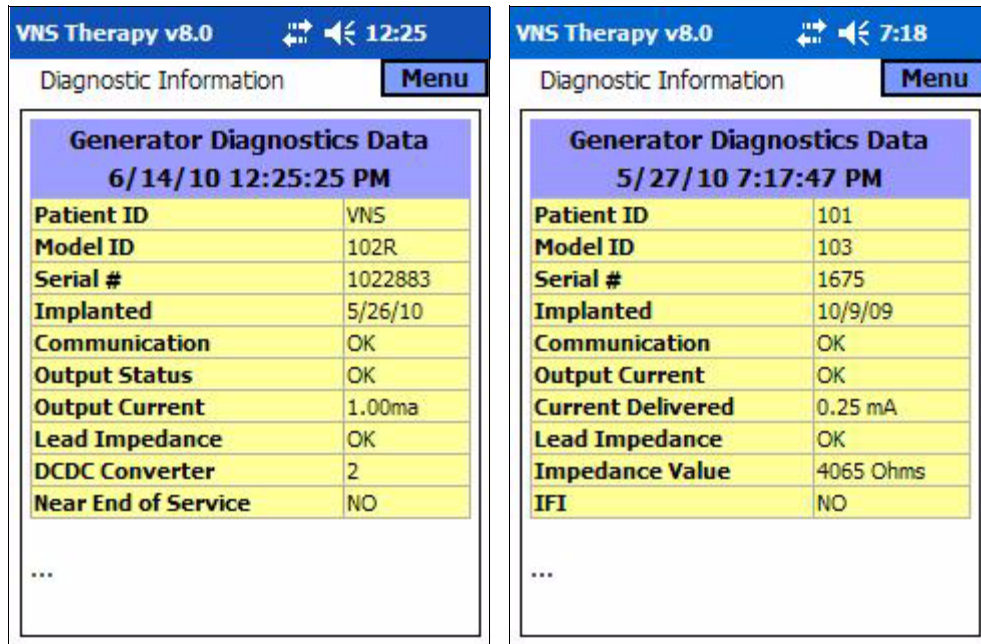 VNS Therapy v8.0 12:25
Diagnostic Information Menu
Generator Diagnostics Data
6/14/10 12:25:25 PM
Patient ID VNS
Model ID 102R
Serial # 1022883
Implanted 5/26/10
Communication OK
Output Status OK
Output Current 1.00ma
Lead Impedance OK
DCDC Converter 2
Near End of Service NO
...
VNS Therapy v8.0 7:18
Diagnostic Information Menu
Generator Diagnostics Data
5/27/10 7:17:47 PM
Patient ID 101
Model ID 103
Serial # 1675
Implanted 10/9/09
Communication OK
Output Current OK
Current Delivered 0.25 mA
Lead Impedance OK
Impedance Value 4065 Ohms
IFI NO
...